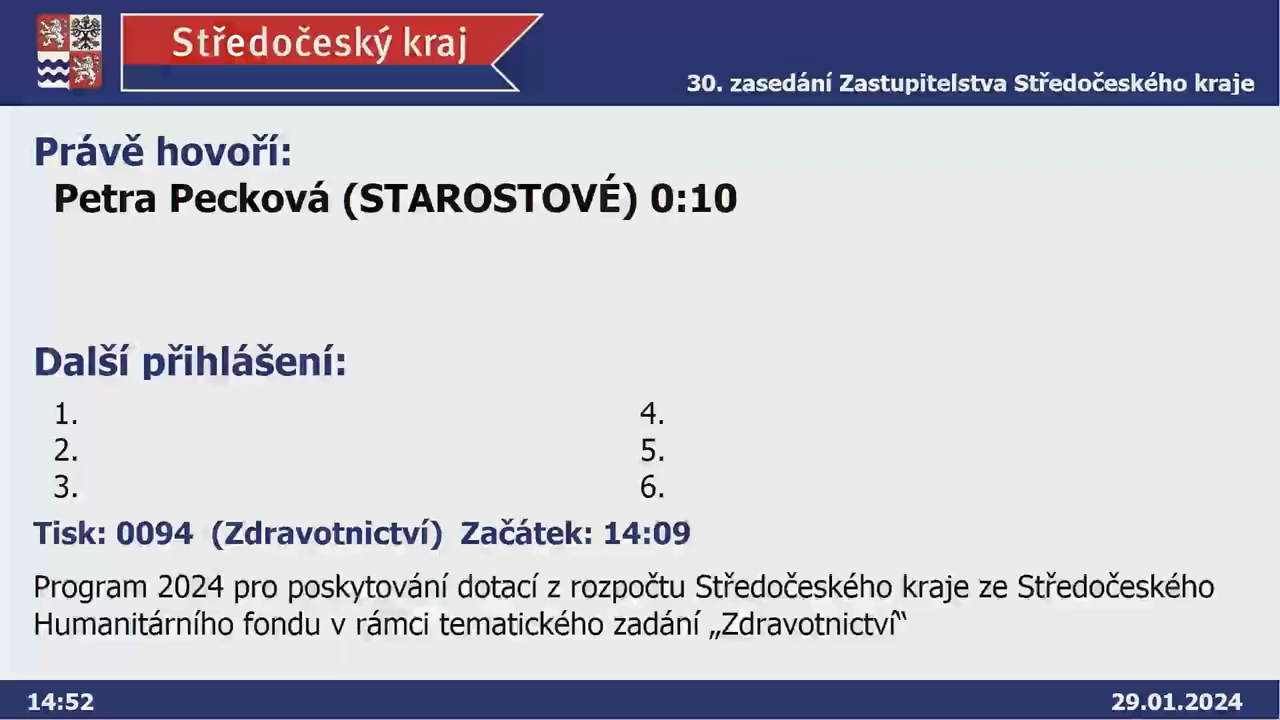 Středočeský kraj
30. zasedání Zastupitelstva Středočeského kraje
Právě hovoří:
Petra Pecková (STAROSTOVÉ) 0:10
Další přihlášení:
1.
2.
3.
4.
5.
6.
Tisk: 0094 (Zdravotnictví) Začátek: 14:09
Program 2024 pro poskytování dotací z rozpočtu Středočeského kraje ze Středočeského
Humanitárního fondu v rámci tematického zadání „Zdravotnictví“
14:52
29.01.2024